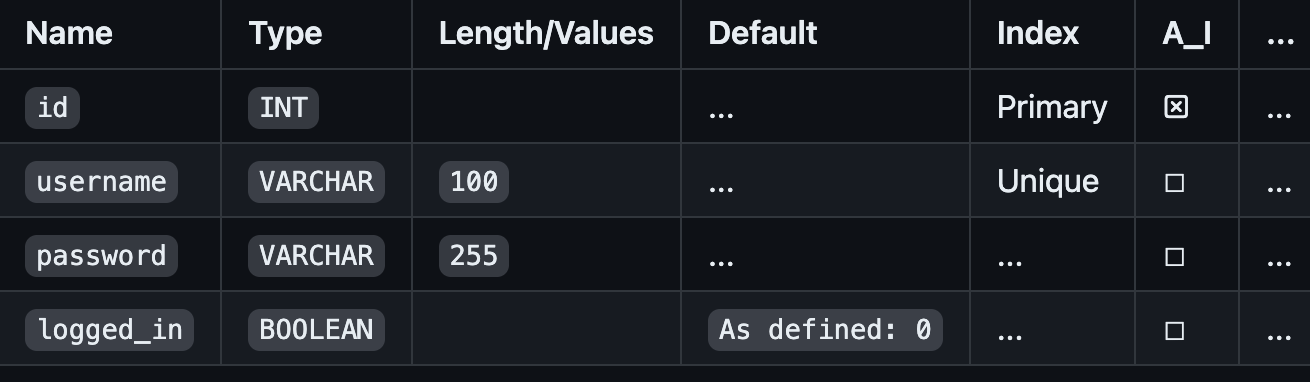 Name Type Length/Values Default Index A_I ...
id INT ... Primary ☒ ...
username VARCHAR 100 ... Unique ☐ ...
password VARCHAR 255 ... ... ☐ ...
logged_in BOOLEAN As defined: 0 ... ☐ ...